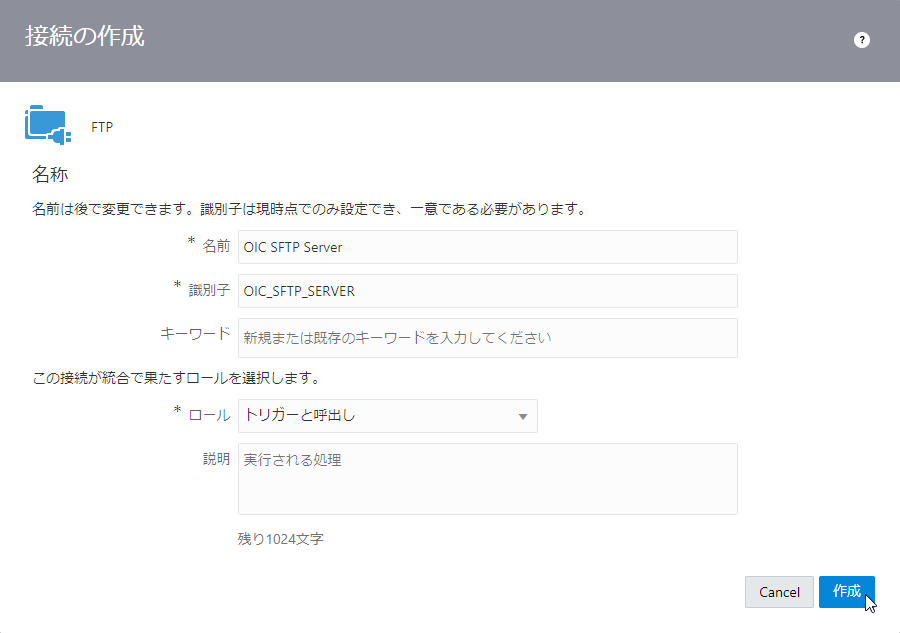 接続の作成
?
FTP
名称
名前は後で変更できます。識別子は現時点でのみ設定でき、一意である必要があります。
* 名前 OIC SFTP Server
* 識別子 OIC_SFTP_SERVER
キーワード 新規または既存のキーワードを入力してください
この接続が統合で果たすロールを選択します。
* ロール トリガーと呼出し
説明 実行される処理
残り1024文字
Cancel 作成